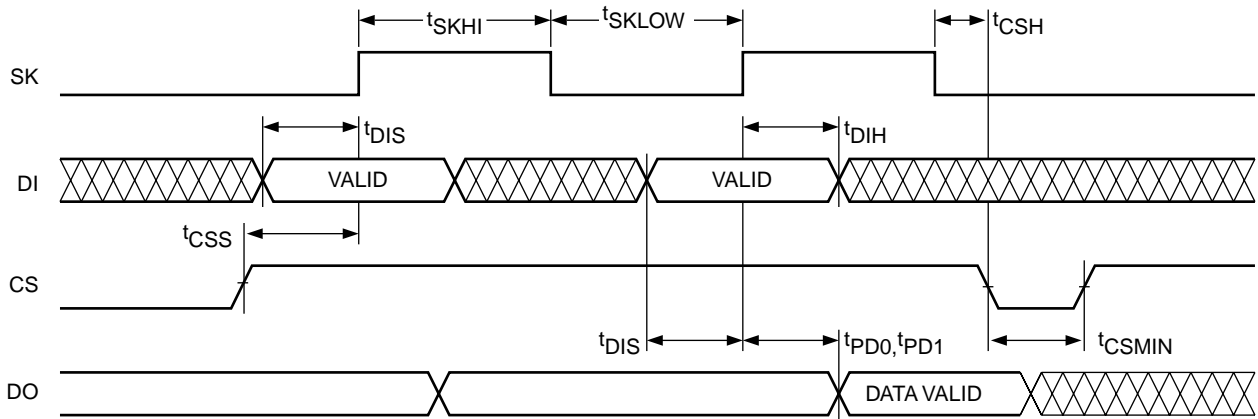 tSKHI tSKLOW tCSH
SK
tDIS tDIH
DI VALID VALID
tCSS
CS
tDIS tPD0,tPD1 tCSMIN
DO DATA VALID